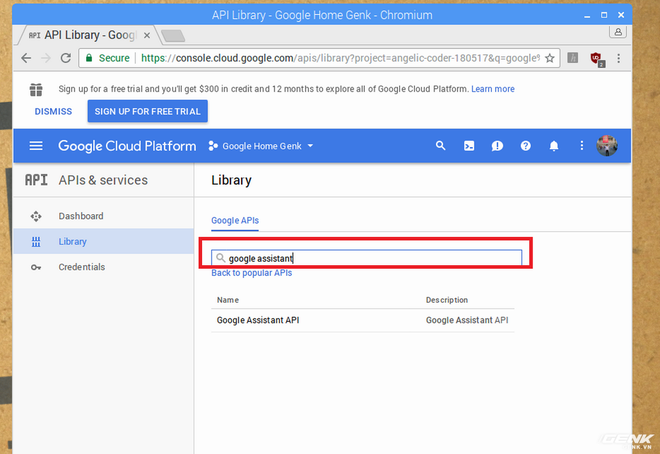 API Library - Google Home Genk - Chromium
API API Library - Goog
Secure https://console.cloud.google.com/apis/library?project=angelic-coder-180517&q=google
2
Sign up for a free trial and you'll get $300 in credit and 12 months to explore all of Google Cloud Platform. Learn more
DISMISS SIGN UP FOR FREE TRIAL
Google Cloud Platform Google Home Genk
API APIs & services Library
Dashboard Google APIs
Library
google assistant
Credentials Back to popular APIs
Name Description
Google Assistant API Google Assistant API
GENK